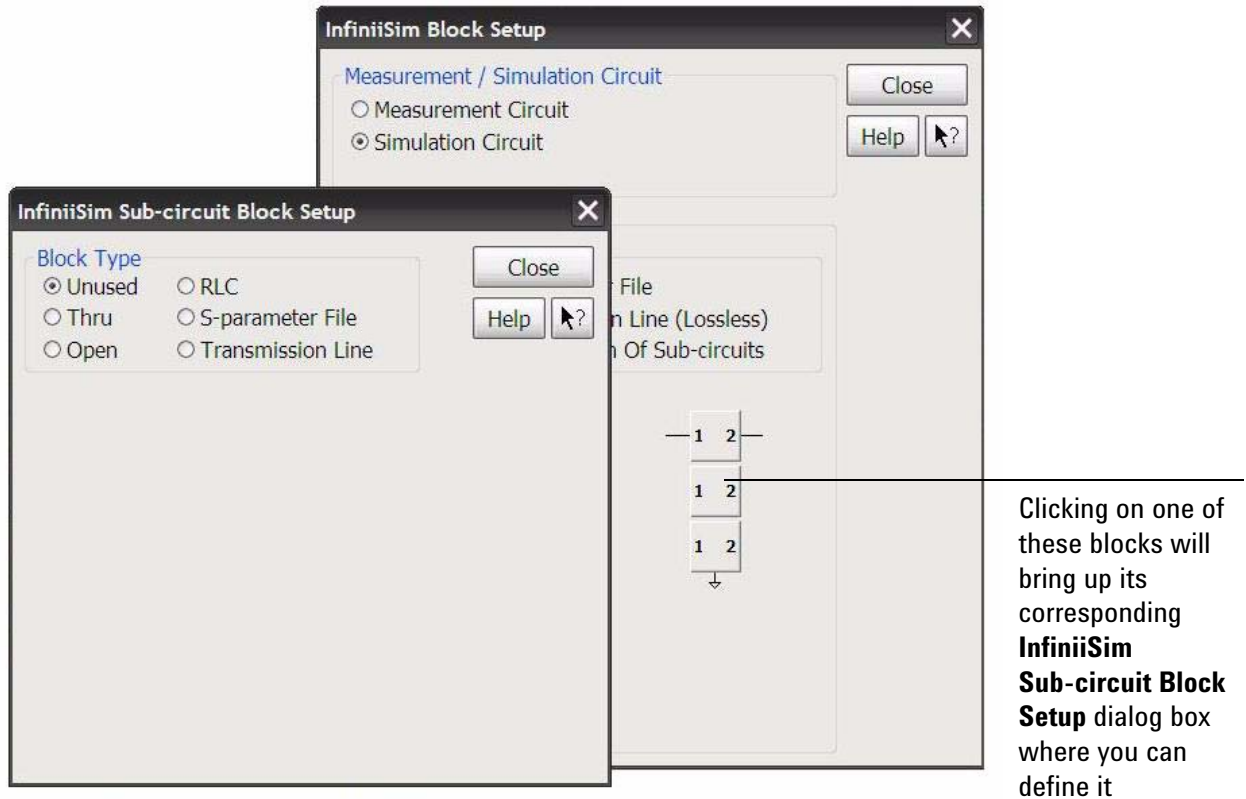 InfiniiSim Block Setup
Measurement / Simulation Circuit
Measurement Circuit
Simulation Circuit
Close
Help
?
InfiniiSim Sub-circuit Block Setup
Block Type
Unused
RLC
Thru
S-parameter File
Open
Transmission Line
Close
Help
?
File
n Line (Lossless)
Of Sub-circuits
1 2
1 2
1 2
Clicking on one of
these blocks will
bring up its
corresponding
InfiniiSim
Sub-circuit Block
Setup dialog box
where you can
define it